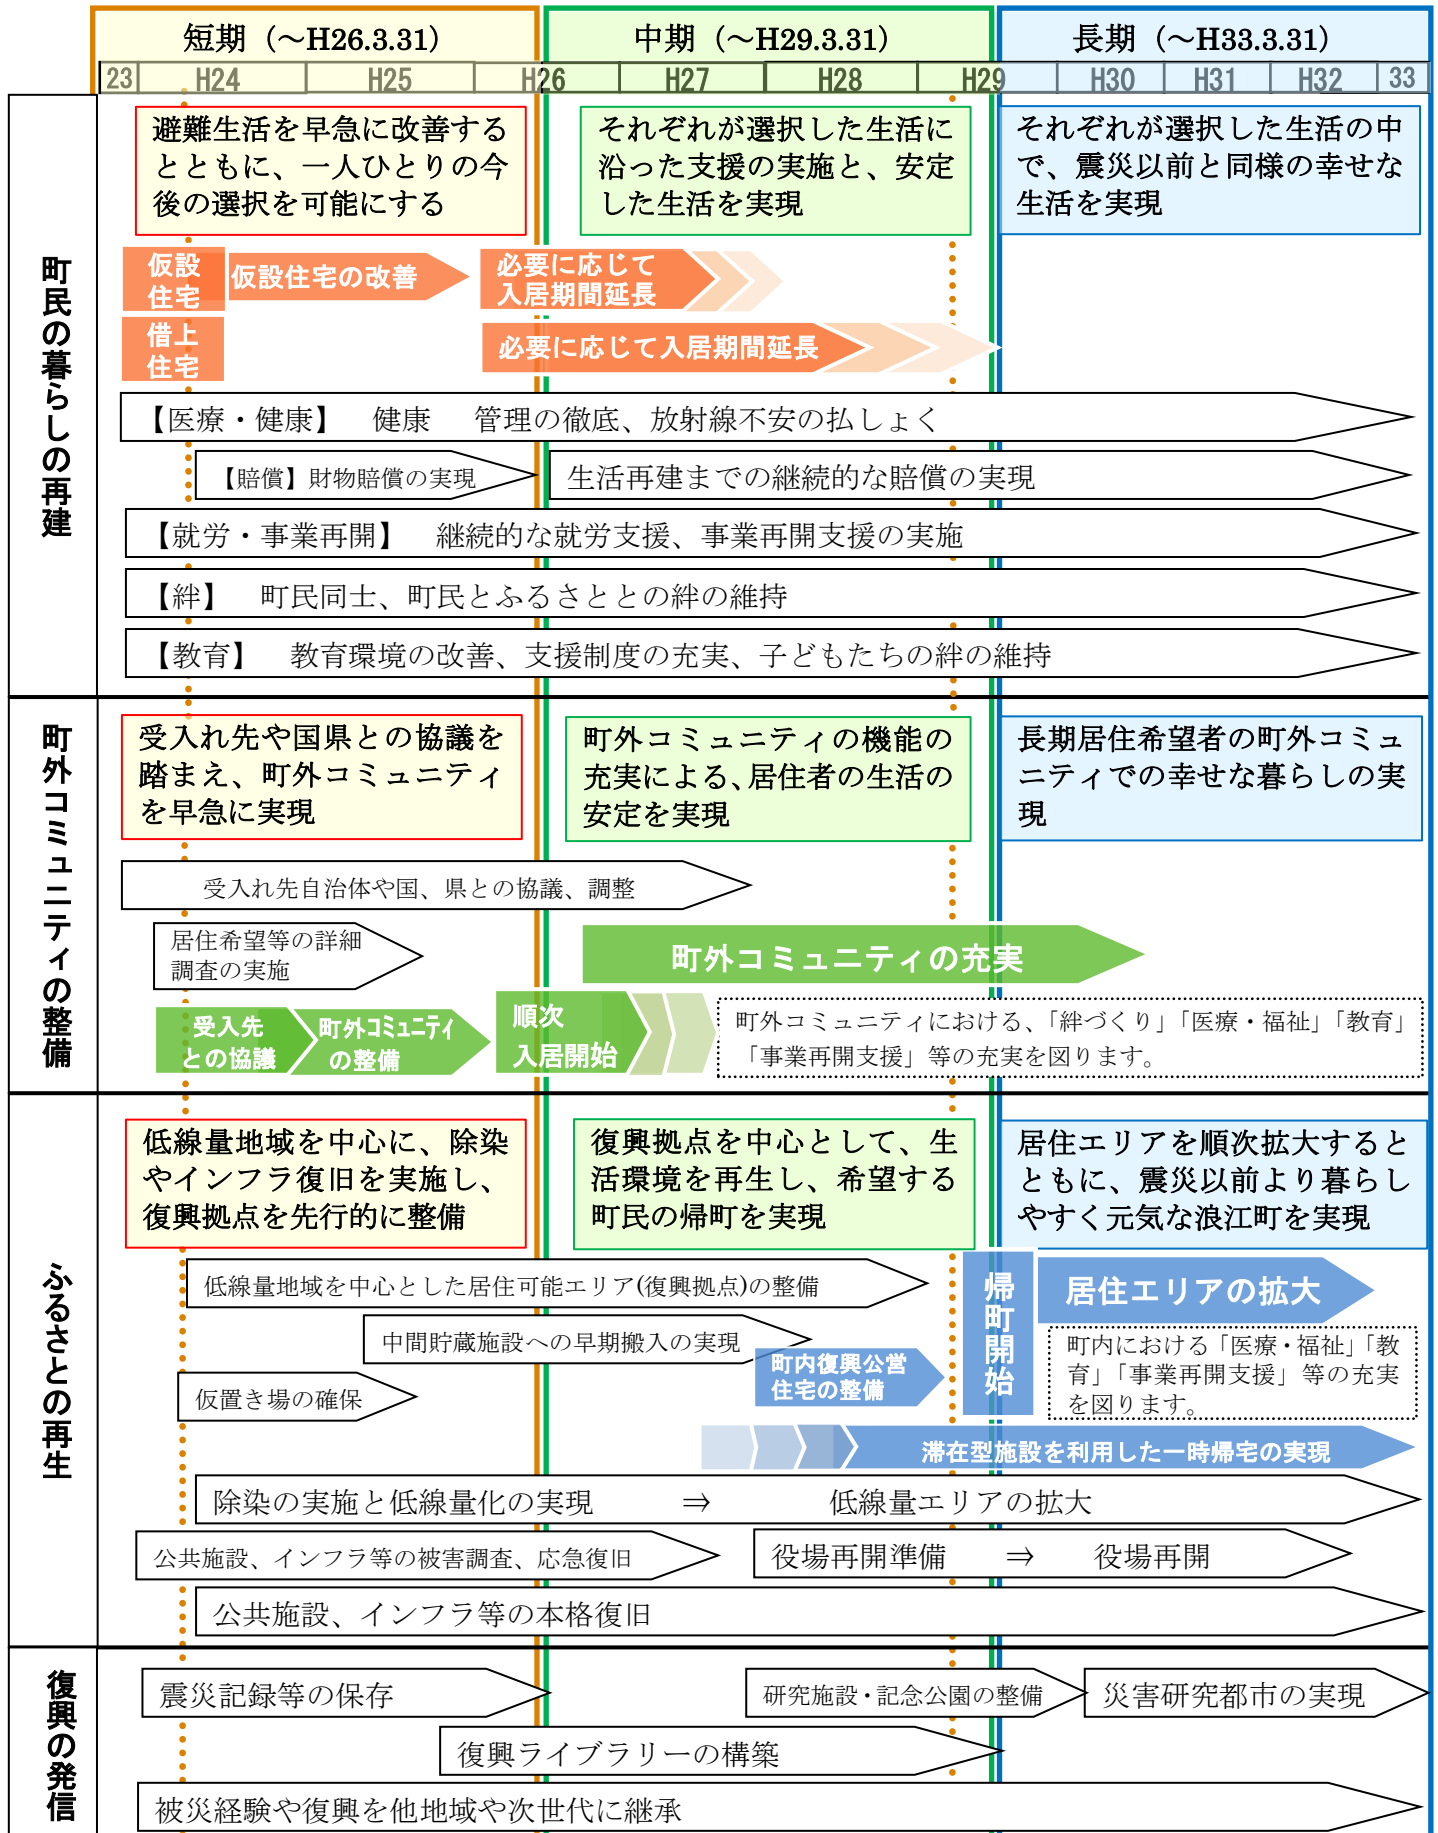 短期（～H26.3.31）
中期（～H29.3.31）
長期（～H33.3.31）
23 H24 H25 H26 H27 H28 H29 H30 H31 H32 33
町民の暮らしの再建
避難生活を早急に改善する
とともに、一人ひとりの今
後の選択を可能にする
それぞれが選択した生活に
沿った支援の実施と、安定
した生活を実現
それぞれが選択した生活の中
で、震災以前と同様の幸せな
生活を実現
仮設
住宅
仮設住宅の改善
必要に応じて
入居期間延長
借上
住宅
必要に応じて入居期間延長
【医療・健康】　健康　管理の徹底、放射線不安の払しょく
【賠償】財物賠償の実現
生活再建までの継続的な賠償の実現
【就労・事業再開】　継続的な就労支援、事業再開支援の実施
【絆】　町民同士、町民とふるさととの絆の維持
【教育】　教育環境の改善、支援制度の充実、子どもたちの絆の維持
町外コミュニティの整備
受入れ先や国県との協議を
踏まえ、町外コミュニティ
を早急に実現
町外コミュニティの機能の
充実による、居住者の生活の
安定を実現
長期居住希望者の町外コミュ
ニティでの幸せな暮らしの実
現
受入れ先自治体や国、県との協議、調整
居住希望等の詳細
調査の実施
町外コミュニティの充実
受入先
との協議
町外コミュニティ
の整備
順次
入居開始
町外コミュニティにおける、「絆づくり」「医療・福祉」「教育」
「事業再開支援」等の充実を図ります。
ふるさとの再生
低線量地域を中心に、除染
やインフラ復旧を実施し、
復興拠点を先行的に整備
復興拠点を中心として、生
活環境を再生し、希望する
町民の帰町を実現
居住エリアを順次拡大すると
ともに、震災以前より暮らし
やすく元気な浪江町を実現
低線量地域を中心とした居住可能エリア(復興拠点)の整備
帰町開始
居住エリアの拡大
中間貯蔵施設への早期搬入の実現
町内復興公営
住宅の整備
町内における「医療・福祉」「教
育」「事業再開支援」等の充実
を図ります。
仮置き場の確保
滞在型施設を利用した一時帰宅の実現
除染の実施と低線量化の実現　⇒　低線量エリアの拡大
公共施設、インフラ等の被害調査、応急復旧
役場再開準備　⇒　役場再開
公共施設、インフラ等の本格復旧
復興の発信
震災記録等の保存
研究施設・記念公園の整備
災害研究都市の実現
復興ライブラリーの構築
被災経験や復興を他地域や次世代に継承